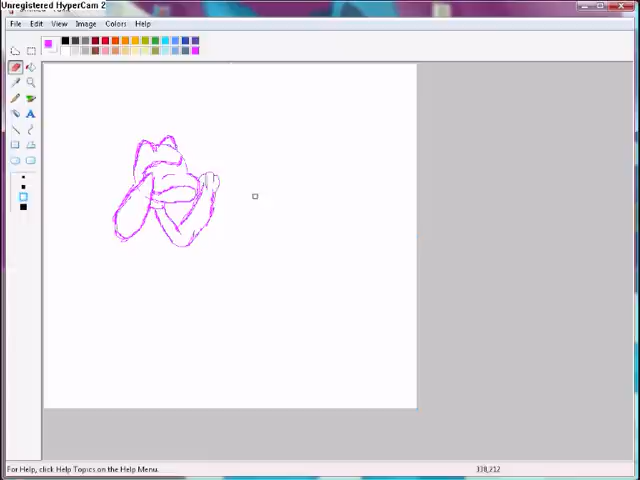 Unregistered HyperCam 2
File Edit View Image Colors Help
A
For Help, click Help Topics on the Help Menu.
338,212